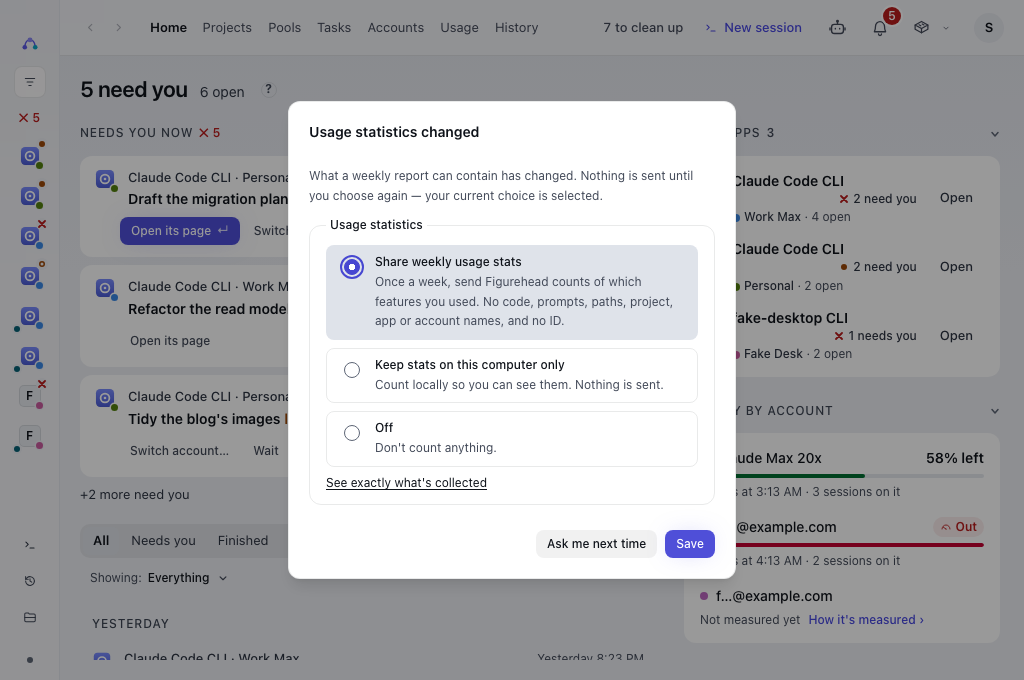 Home Projects Pools Tasks Accounts Usage History 7 to clean up New session 5 S
5
F
F
5 need you 6 open ?
NEEDS YOU NOW 5
Claude Code CLI · Persona
Draft the migration plan
Open its page Switch
Claude Code CLI · Work M
Refactor the read mode
Open its page
Claude Code CLI · Persona
Tidy the blog's images
Switch account... Wait
+2 more need you
All Needs you Finished
Showing: Everything
YESTERDAY
Claude Code CLI · Work Max Yesterday 8:23 PM
Usage statistics changed
What a weekly report can contain has changed. Nothing is sent until
you choose again — your current choice is selected.
Usage statistics
Share weekly usage stats
Once a week, send Figurehead counts of which
features you used. No code, prompts, paths, project,
app or account names, and no ID.
Keep stats on this computer only
Count locally so you can see them. Nothing is sent.
Off
Don't count anything.
See exactly what's collected
Ask me next time Save
PPS 3
Claude Code CLI
2 need you Open
Work Max · 4 open
Claude Code CLI
2 need you Open
Personal · 2 open
fake-desktop CLI
1 needs you Open
Fake Desk · 2 open
Y BY ACCOUNT
ude Max 20x 58% left
s at 3:13 AM · 3 sessions on it
@example.com Out
at 4:13 AM · 2 sessions on it
f...@example.com
Not measured yet How it's measured ›